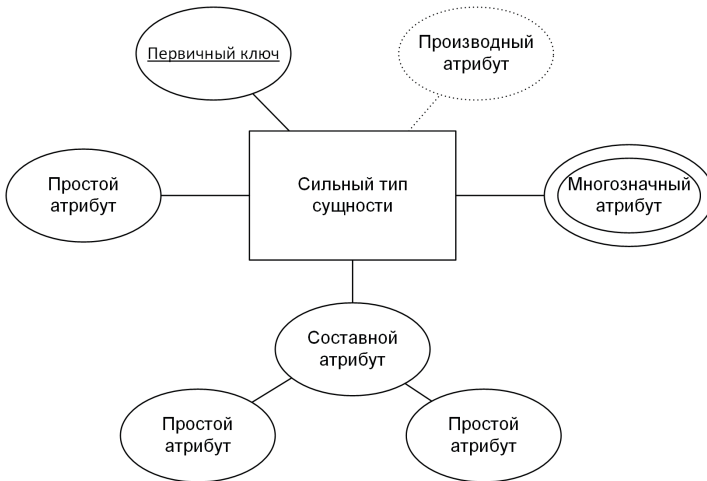 Первичный ключ
Производный
атрибут
Простой
атрибут
Сильный тип
сущности
Многозначный
атрибут
Составной
атрибут
Простой
атрибут
Простой
атрибут